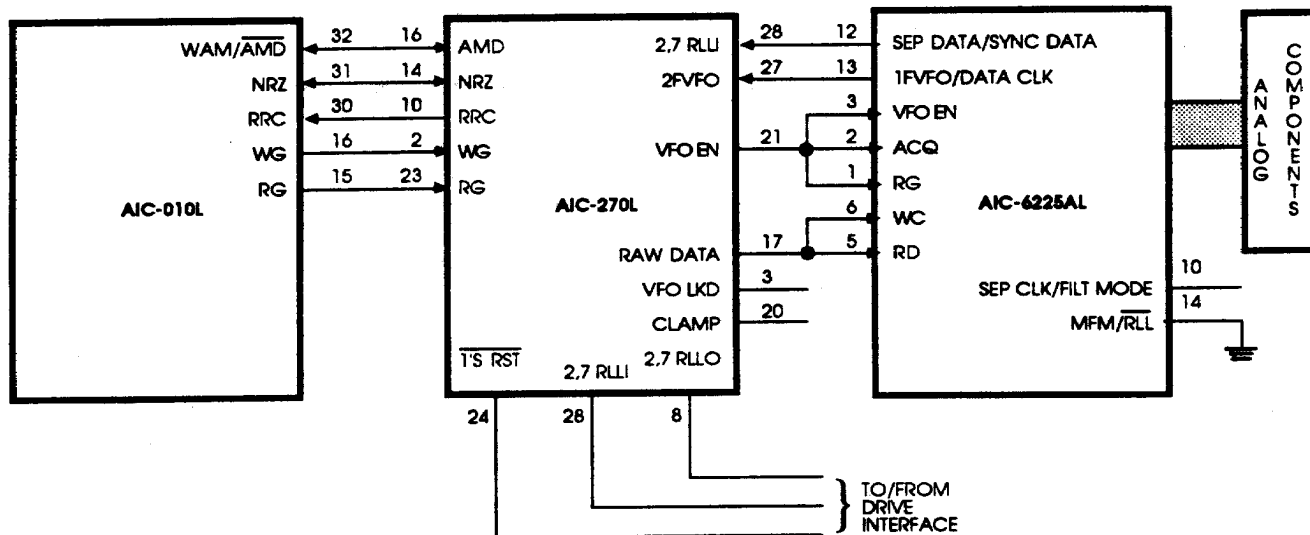 WAM/AMD 32 16 AMD
NRZ 31 14 NRZ
RRC 30 10 RRC
WG 16 2 WG
RG 15 23 RG
AIC-010L
AIC-270L
2,7 RLLI 28 12 SEP DATA/SYNC DATA
2FVFO 27 13 1FVFO/DATA CLK
3 VFO EN
VFO EN 21 2 ACQ
1 RG
6 WC
RAW DATA 17 5 RD
VFO LKD 3
CLAMP 20
1'S RST
2,7 RLLI
2,7 RLLO
24
28
8
AIC-6225AL
SEP CLK/FILT MODE 10
MFM/RLL 14
ANALOG
COMPONENTS
TO/FROM
DRIVE
INTERFACE